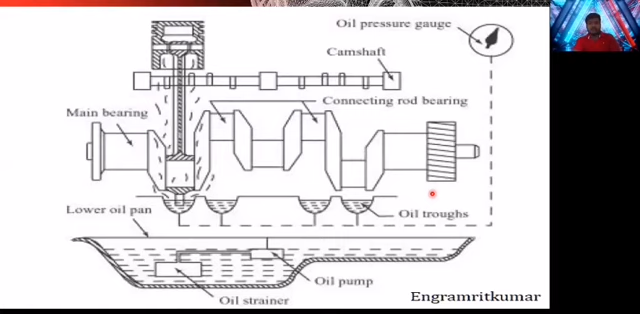 Oil pressure gauge
Camshaft
Connecting rod bearing
Main bearing
Lower oil pan
Oil troughs
Oil pump
Oil strainer
Engramritkumar